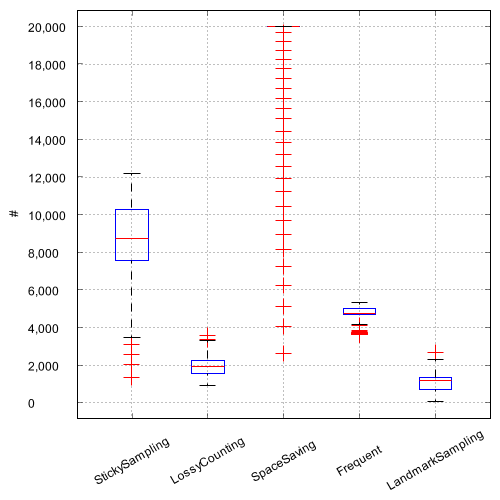 20,000
18,000
16,000
14,000
12,000
10,000
8,000
6,000
4,000
2,000
0
#
StickySampling
LossyCounting
SpaceSaving
Frequent
LandmarkSampling